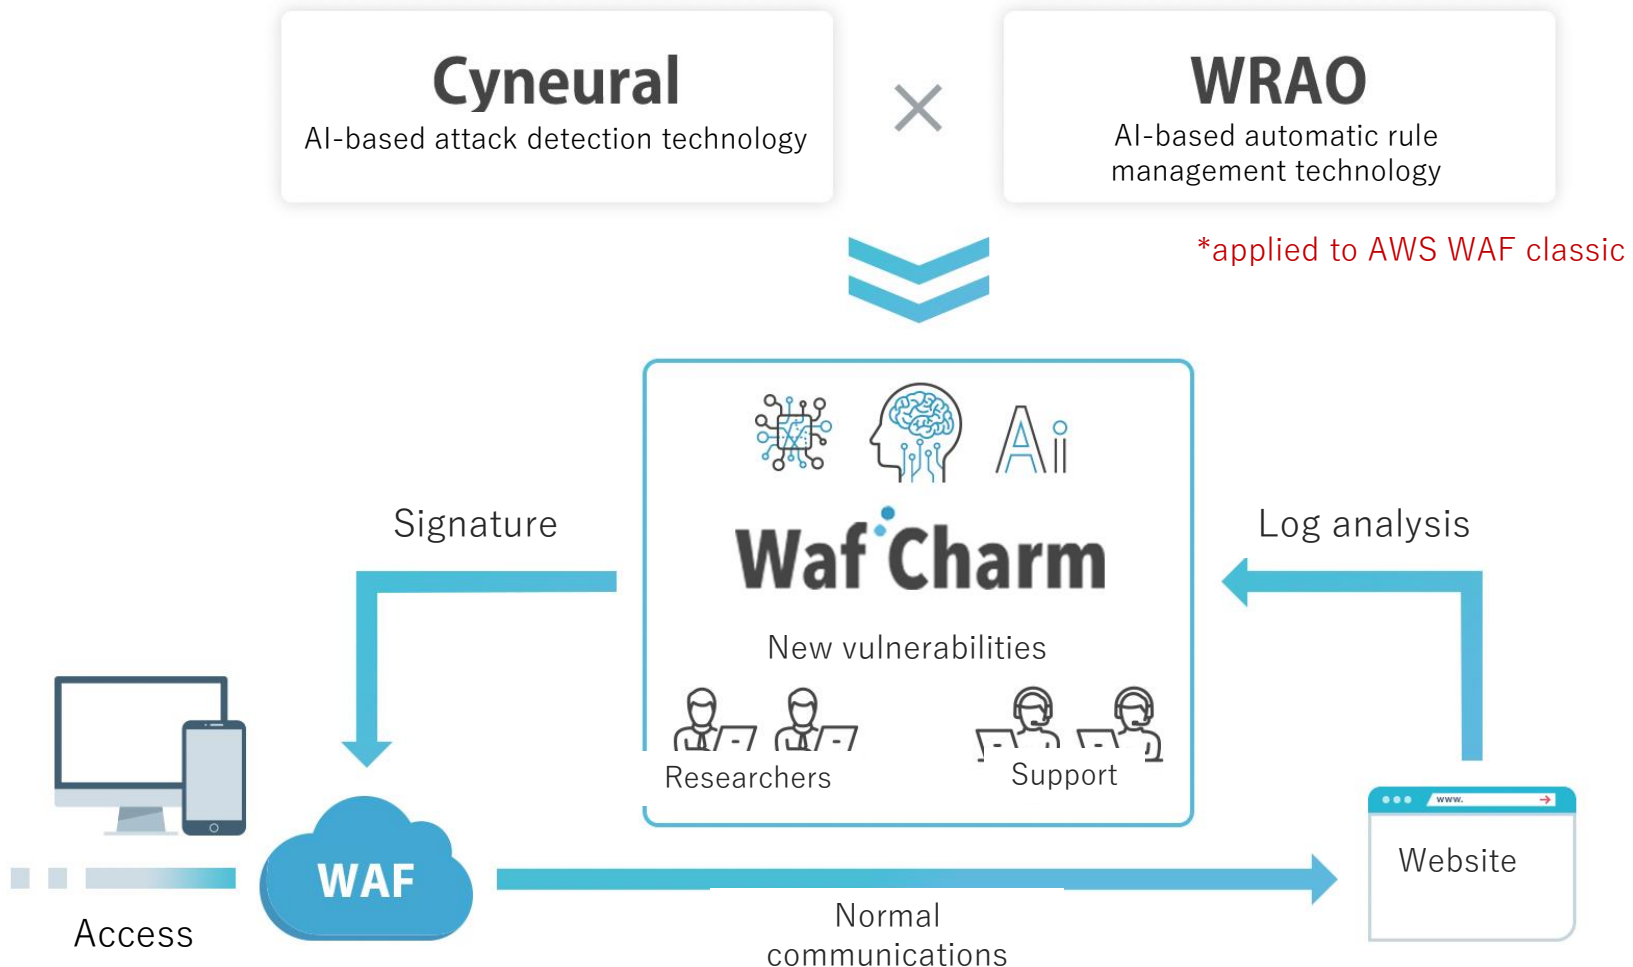 Cyneural
AI-based attack detection technology
WRAO
AI-based automatic rule
management technology
*applied to AWS WAF classic
Ai
Signature
Waf Charm
Log analysis
New vulnerabilities
Researchers
Support
www.
Website
WAF
Access
Normal
communications